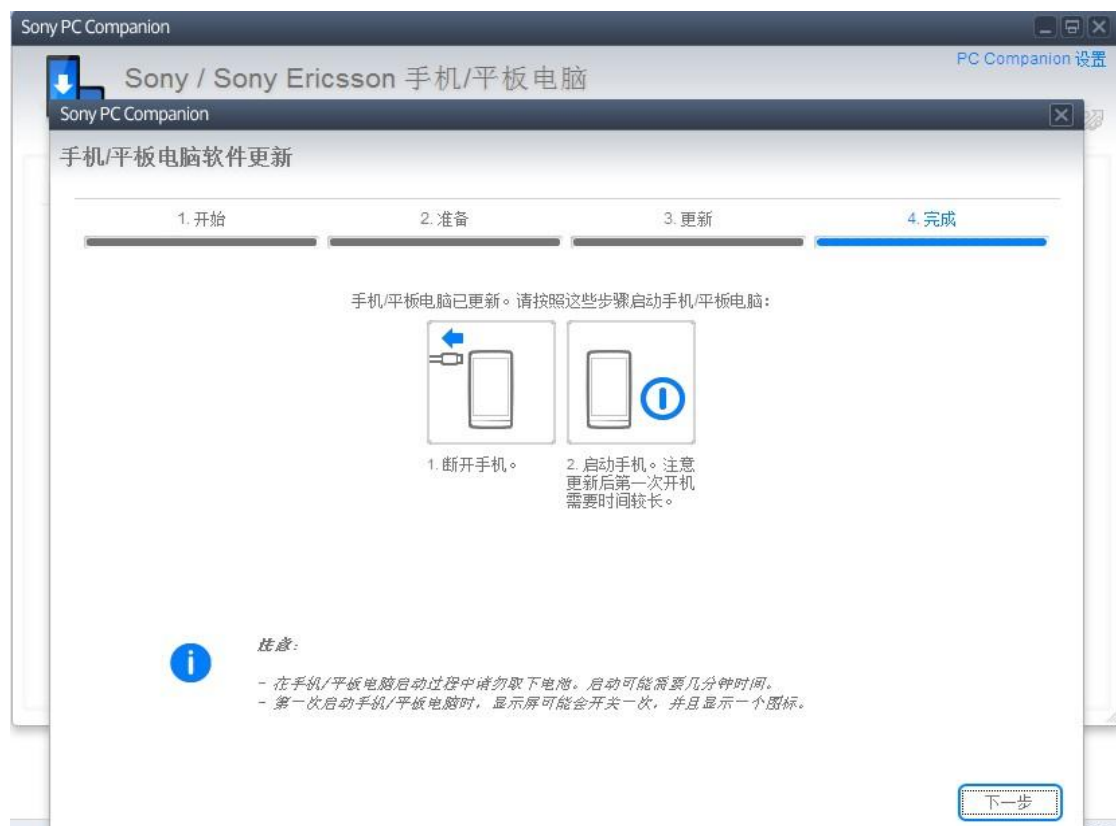 Sony PC Companion
PC Companion 设置
Sony / Sony Ericsson 手机/平板电脑
Sony PC Companion
手机/平板电脑软件更新
1. 开始
2. 准备
3. 更新
4. 完成
手机/平板电脑已更新。请按照这些步骤启动手机/平板电脑：
1. 断开手机。
2. 启动手机。注意
更新后第一次开机
需要时间较长。
注意：
- 在手机/平板电脑启动过程中请勿取下电池。启动可能需要几分钟时间。
- 第一次启动手机/平板电脑时，显示屏可能会开关一次，并且显示一个图标。
下一步